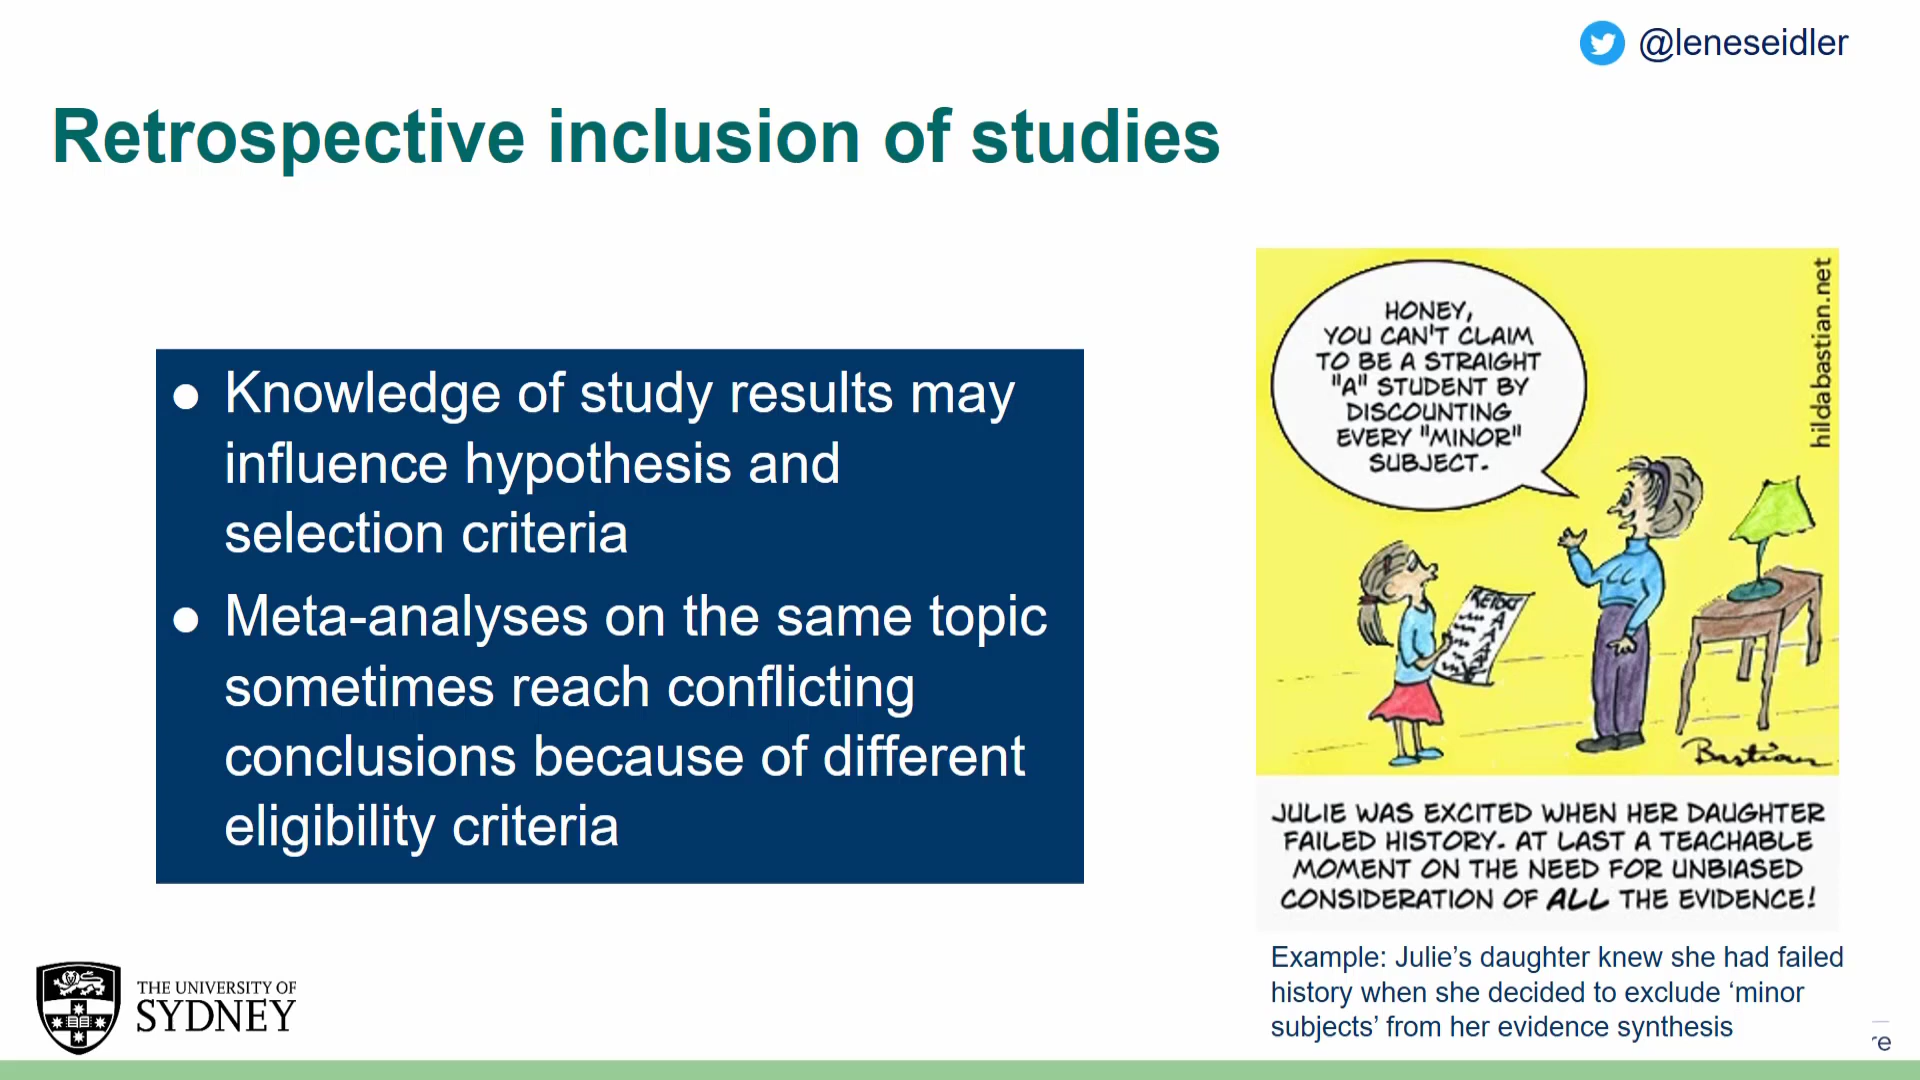 @leneseidler
Retrospective inclusion of studies
● Knowledge of study results may
influence hypothesis and
selection criteria
● Meta-analyses on the same topic
sometimes reach conflicting
conclusions because of different
eligibility criteria
HONEY,
YOU CAN'T CLAIM
TO BE A STRAIGHT
"A" STUDENT BY
DISCOUNTING
EVERY "MINOR"
SUBJECT.
hildabastian.net
A
A
A
A
Bastian
JULIE WAS EXCITED WHEN HER DAUGHTER
FAILED HISTORY. AT LAST A TEACHABLE
MOMENT ON THE NEED FOR UNBIASED
CONSIDERATION OF ALL THE EVIDENCE!
Example: Julie’s daughter knew she had failed
history when she decided to exclude ‘minor
subjects’ from her evidence synthesis
THE UNIVERSITY OF
SYDNEY